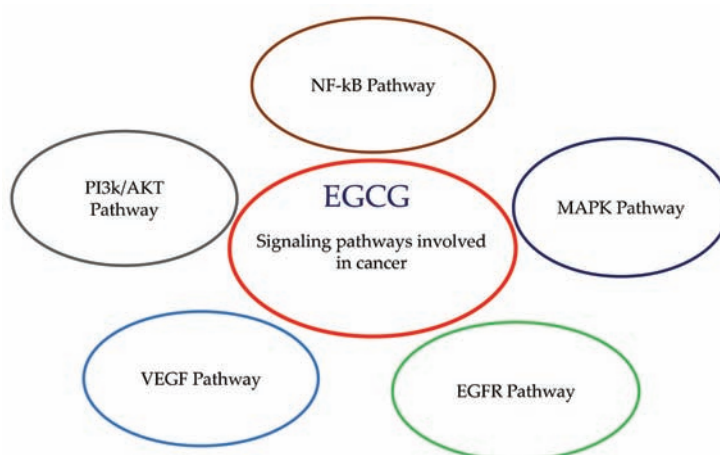 NF-kB Pathway
PI3k/AKT
Pathway
EGCG
Signaling pathways involved
in cancer
MAPK Pathway
VEGF Pathway
EGFR Pathway